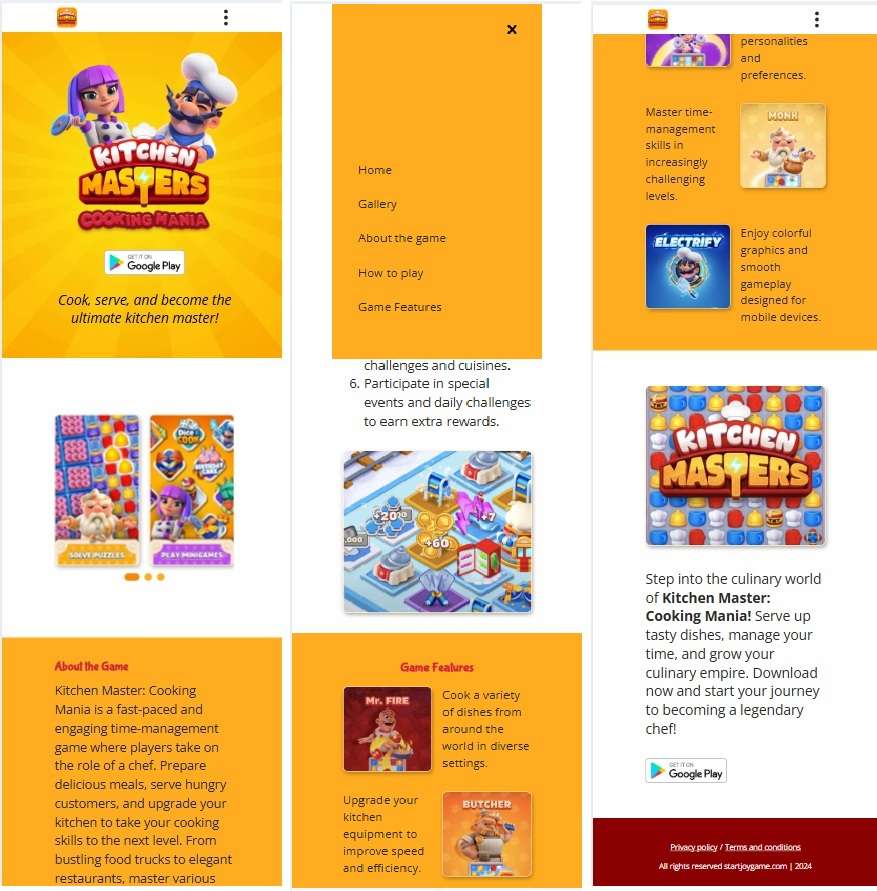 KITCHEN
MASTERS
COOKING MANIA
GET IT ON
Google Play
Cook, serve, and become the
ultimate kitchen master!
SOLVE PUZZLES
Dice &
COOK
BIRTHDAY
CAKE
PLAY MINIGAMES
About the Game
Kitchen Master: Cooking
Mania is a fast-paced and
engaging time-management
game where players take on
the role of a chef. Prepare
delicious meals, serve hungry
customers, and upgrade your
kitchen to take your cooking
skills to the next level. From
bustling food trucks to elegant
restaurants, master various
×
Home
Gallery
About the game
How to play
Game Features
challenges and cuisines.
6. Participate in special
events and daily challenges
to earn extra rewards.
+20
+7
,000
+60
Game Features
Mr. FIRE
Cook a variety
of dishes from
around the
world in diverse
settings.
Upgrade your
kitchen
equipment to
improve speed
and efficiency.
BUTCHER
personalities
and
preferences.
Master time-
management
skills in
increasingly
challenging
levels.
MONK
ELECTRIFY
Enjoy colorful
graphics and
smooth
gameplay
designed for
mobile devices.
KITCHEN
MASTERS
Step into the culinary world
of Kitchen Master:
Cooking Mania! Serve up
tasty dishes, manage your
time, and grow your
culinary empire. Download
now and start your journey
to becoming a legendary
chef!
GET IT ON
Google Play
Privacy policy / Terms and conditions
All rights reserved startjoygame.com | 2024